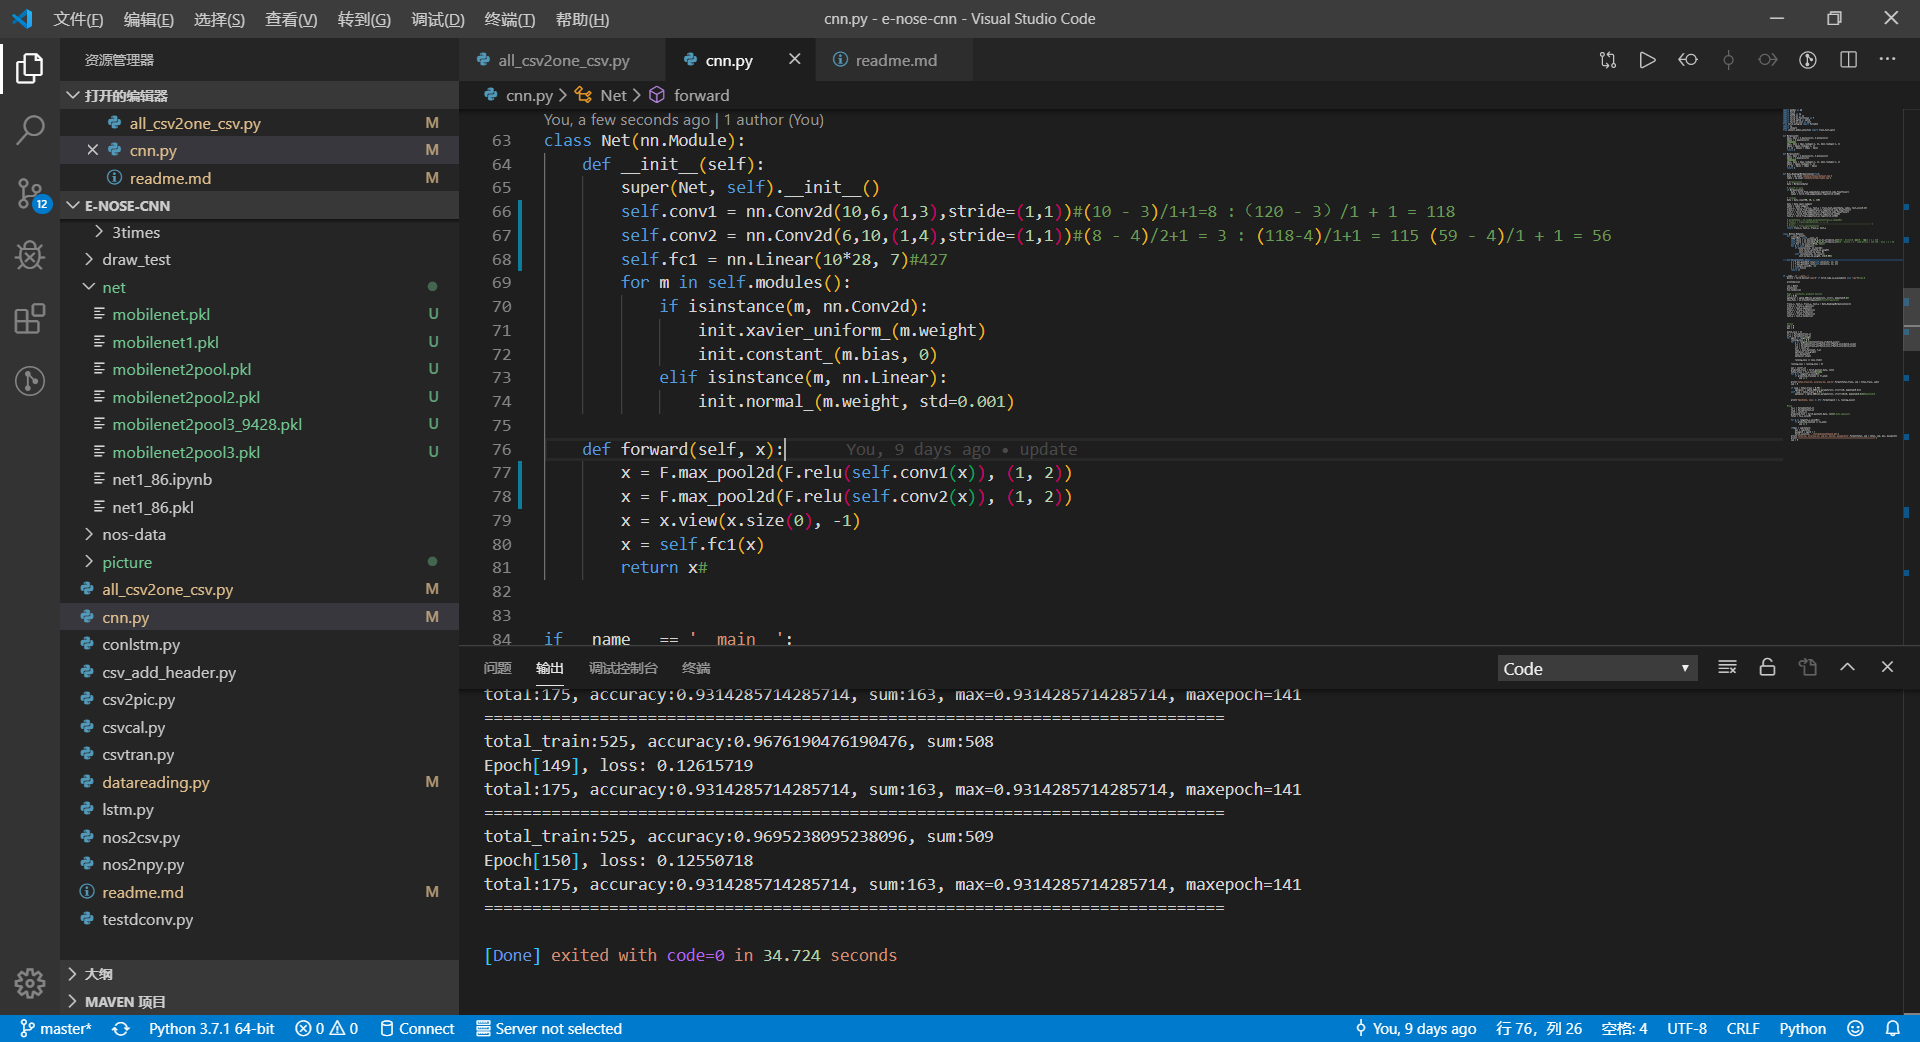 文件(F) 编辑(E) 选择(S) 查看(V) 转到(G) 调试(D) 终端(T) 帮助(H)
cnn.py - e-nose-cnn - Visual Studio Code
资源管理器
打开的编辑器
all_csv2one_csv.py M
cnn.py M
readme.md M
12
E-NOSE-CNN
3times
draw_test
net
mobilenet.pkl U
mobilenet1.pkl U
mobilenet2pool.pkl U
mobilenet2pool2.pkl U
mobilenet2pool3_9428.pkl U
mobilenet2pool3.pkl U
net1_86.ipynb
net1_86.pkl
nos-data
picture
all_csv2one_csv.py M
cnn.py M
conlstm.py
csv_add_header.py
csv2pic.py
csvcal.py
csvtran.py
datareading.py M
lstm.py
nos2csv.py
nos2npy.py
readme.md M
testdconv.py
大纲
MAVEN 项目
all_csv2one_csv.py cnn.py readme.md
cnn.py > Net > forward
You, a few seconds ago | 1 author (You)
63 class Net(nn.Module):
64 def __init__(self):
65 super(Net, self).__init__()
66 self.conv1 = nn.Conv2d(10,6,(1,3),stride=(1,1))#(10 - 3)/1+1=8 :（120 - 3）/1 + 1 = 118
67 self.conv2 = nn.Conv2d(6,10,(1,4),stride=(1,1))#(8 - 4)/2+1 = 3 : (118-4)/1+1 = 115 (59 - 4)/1 + 1 = 56
68 self.fc1 = nn.Linear(10*28, 7)#427
69 for m in self.modules():
70 if isinstance(m, nn.Conv2d):
71 init.xavier_uniform_(m.weight)
72 init.constant_(m.bias, 0)
73 elif isinstance(m, nn.Linear):
74 init.normal_(m.weight, std=0.001)
75
76 def forward(self, x): You, 9 days ago • update
77 x = F.max_pool2d(F.relu(self.conv1(x)), (1, 2))
78 x = F.max_pool2d(F.relu(self.conv2(x)), (1, 2))
79 x = x.view(x.size(0), -1)
80 x = self.fc1(x)
81 return x#
82
83
84 if __name__ == '__main__':
问题 输出 调试控制台 终端 Code
total:175, accuracy:0.9314285714285714, sum:163, max=0.9314285714285714, maxepoch=141
=============================================================================
total_train:525, accuracy:0.9676190476190476, sum:508
Epoch[149], loss: 0.12615719
total:175, accuracy:0.9314285714285714, sum:163, max=0.9314285714285714, maxepoch=141
=============================================================================
total_train:525, accuracy:0.9695238095238096, sum:509
Epoch[150], loss: 0.12550718
total:175, accuracy:0.9314285714285714, sum:163, max=0.9314285714285714, maxepoch=141
=============================================================================
[Done] exited with code=0 in 34.724 seconds
master* Python 3.7.1 64-bit 0 0 Connect Server not selected You, 9 days ago 行 76，列 26 空格: 4 UTF-8 CRLF Python